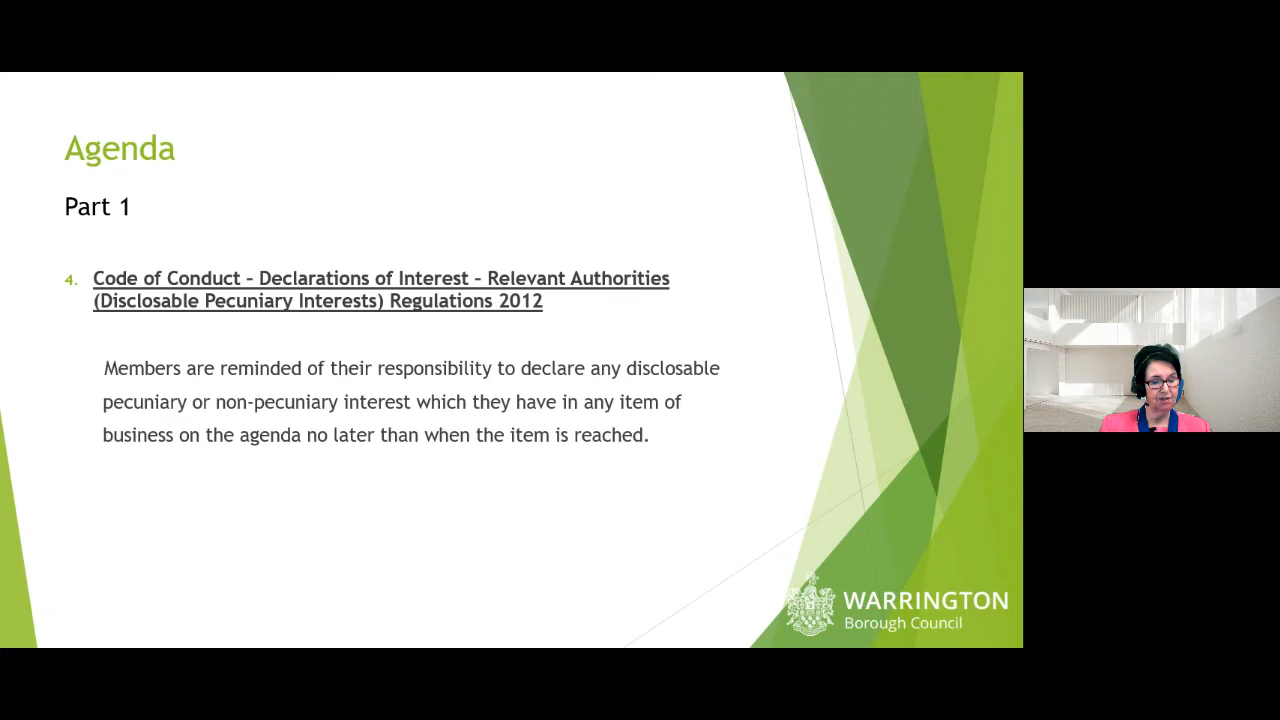 Agenda
Part 1
4. Code of Conduct – Declarations of Interest – Relevant Authorities
(Disclosable Pecuniary Interests) Regulations 2012
Members are reminded of their responsibility to declare any disclosable
pecuniary or non-pecuniary interest which they have in any item of
business on the agenda no later than when the item is reached.
WARRINGTON
Borough Council